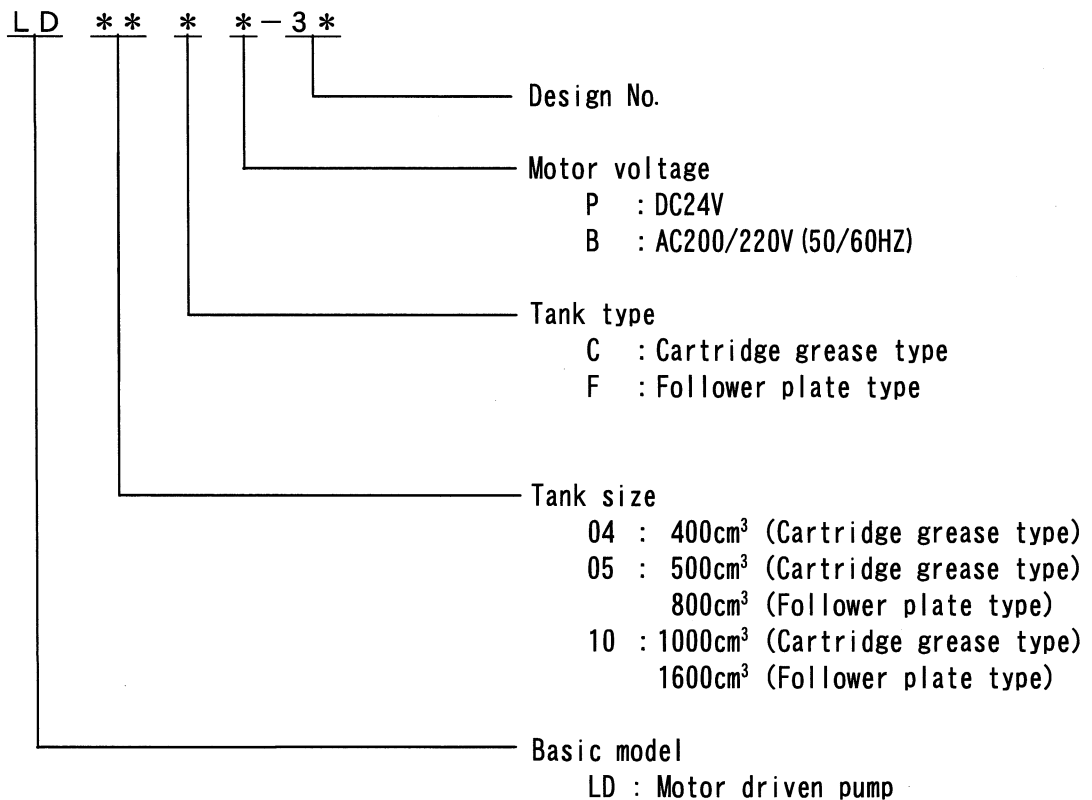 LD ** * *-3*
Design No.
Motor voltage
P : DC24V
B : AC200/220V(50/60HZ)
Tank type
C : Cartridge grease type
F : Follower plate type
Tank size
04 : 400cm³ (Cartridge grease type)
05 : 500cm³ (Cartridge grease type)
800cm³ (Follower plate type)
10 : 1000cm³ (Cartridge grease type)
1600cm³ (Follower plate type)
Basic model
LD : Motor driven pump